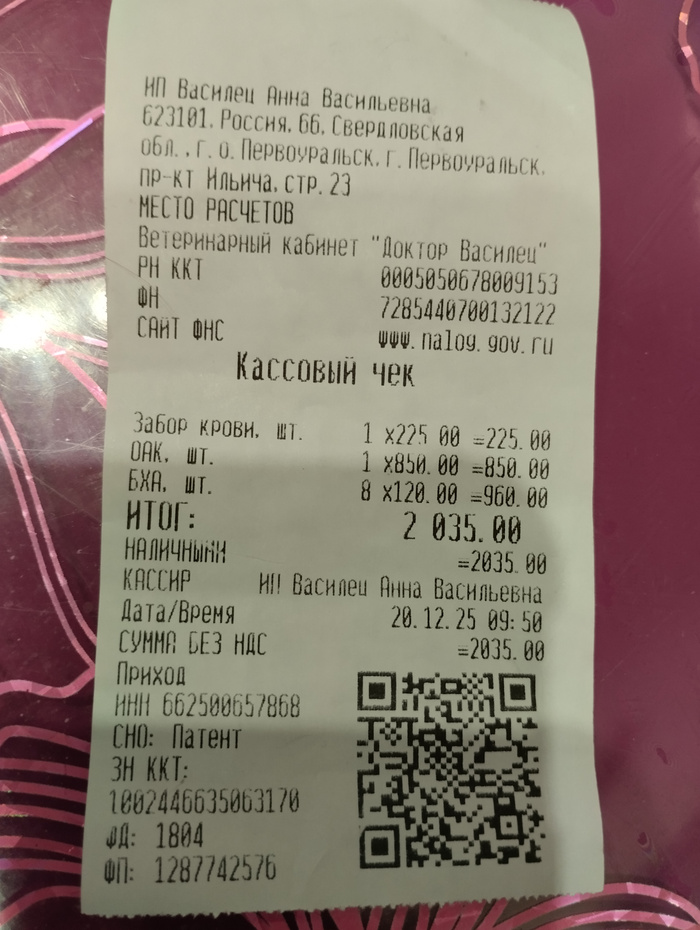 ИП Василец Анна Васильевна
623101, Россия, 66, Свердловская
обл., г. о. Первоуральск, г. Первоуральск,
пр-кт Ильича, стр. 23
МЕСТО РАСЧЕТОВ
Ветеринарный кабинет "Доктор Василец"
РН ККТ 0005050678009153
ФН 7285440700132122
САЙТ ФНС www.nalog.gov.ru
Кассовый чек
Забор крови, шт. 1 x225 00 =225.00
ОАК, шт. 1 x850.00 =850.00
БХА, шт. 8 x120.00 =960.00
ИТОГ: 2 035.00
НАЛИЧНЫМИ =2035.00
КАССИР ИП Василец Анна Васильевна
Дата/Время 20.12.25 09:50
СУММА БЕЗ НДС =2035.00
Приход
ИНН 662500657868
СНО: Патент
ЗН ККТ:
1002446635063170
ФД: 1804
ФП: 1287742576